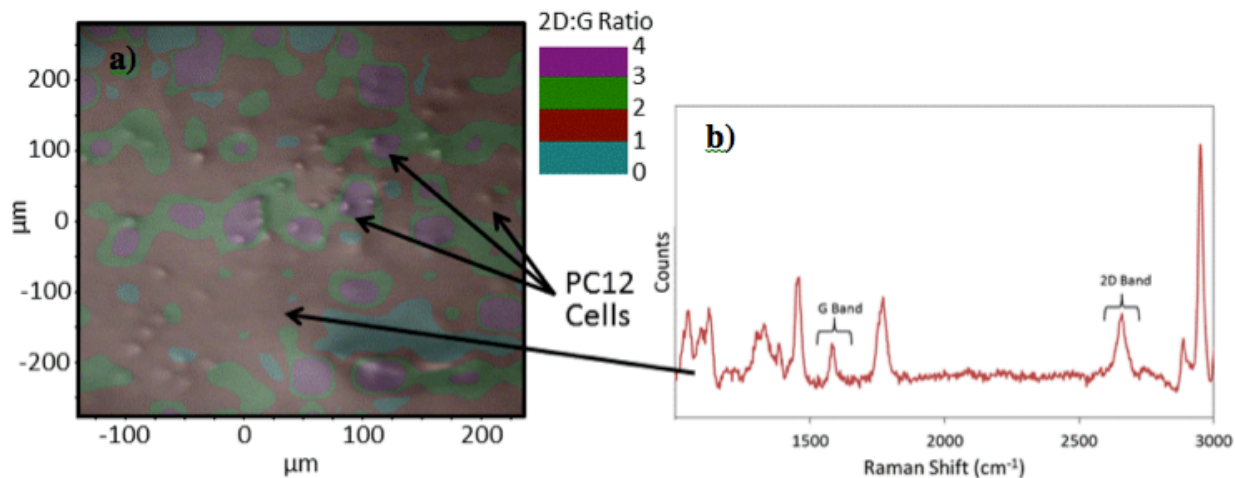 a)
200
100
0
-100
-200
µm
-100 0 100 200
µm
2D:G Ratio
4
3
2
1
0
PC12
Cells
b)
Counts
G Band
2D Band
1500 2000 2500 3000
Raman Shift (cm-1)